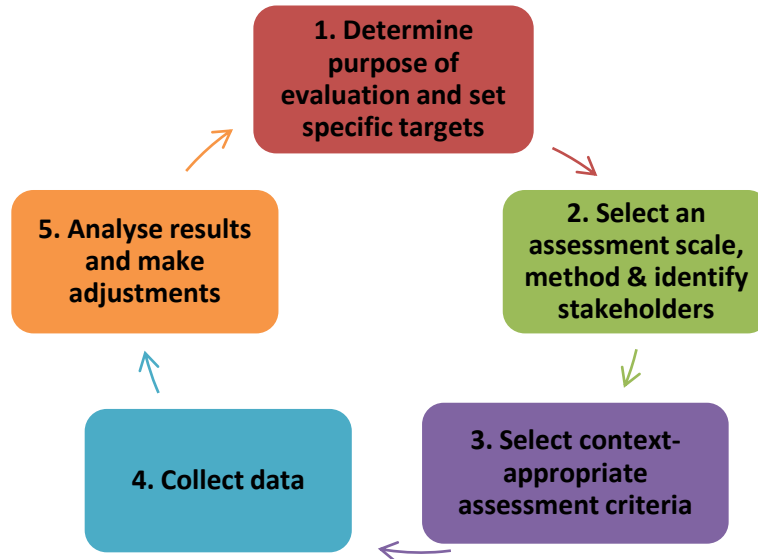 1. Determine
purpose of
evaluation and set
specific targets
2. Select an
assessment scale,
method & identify
stakeholders
3. Select context-
appropriate
assessment criteria
4. Collect data
5. Analyse results
and make
adjustments